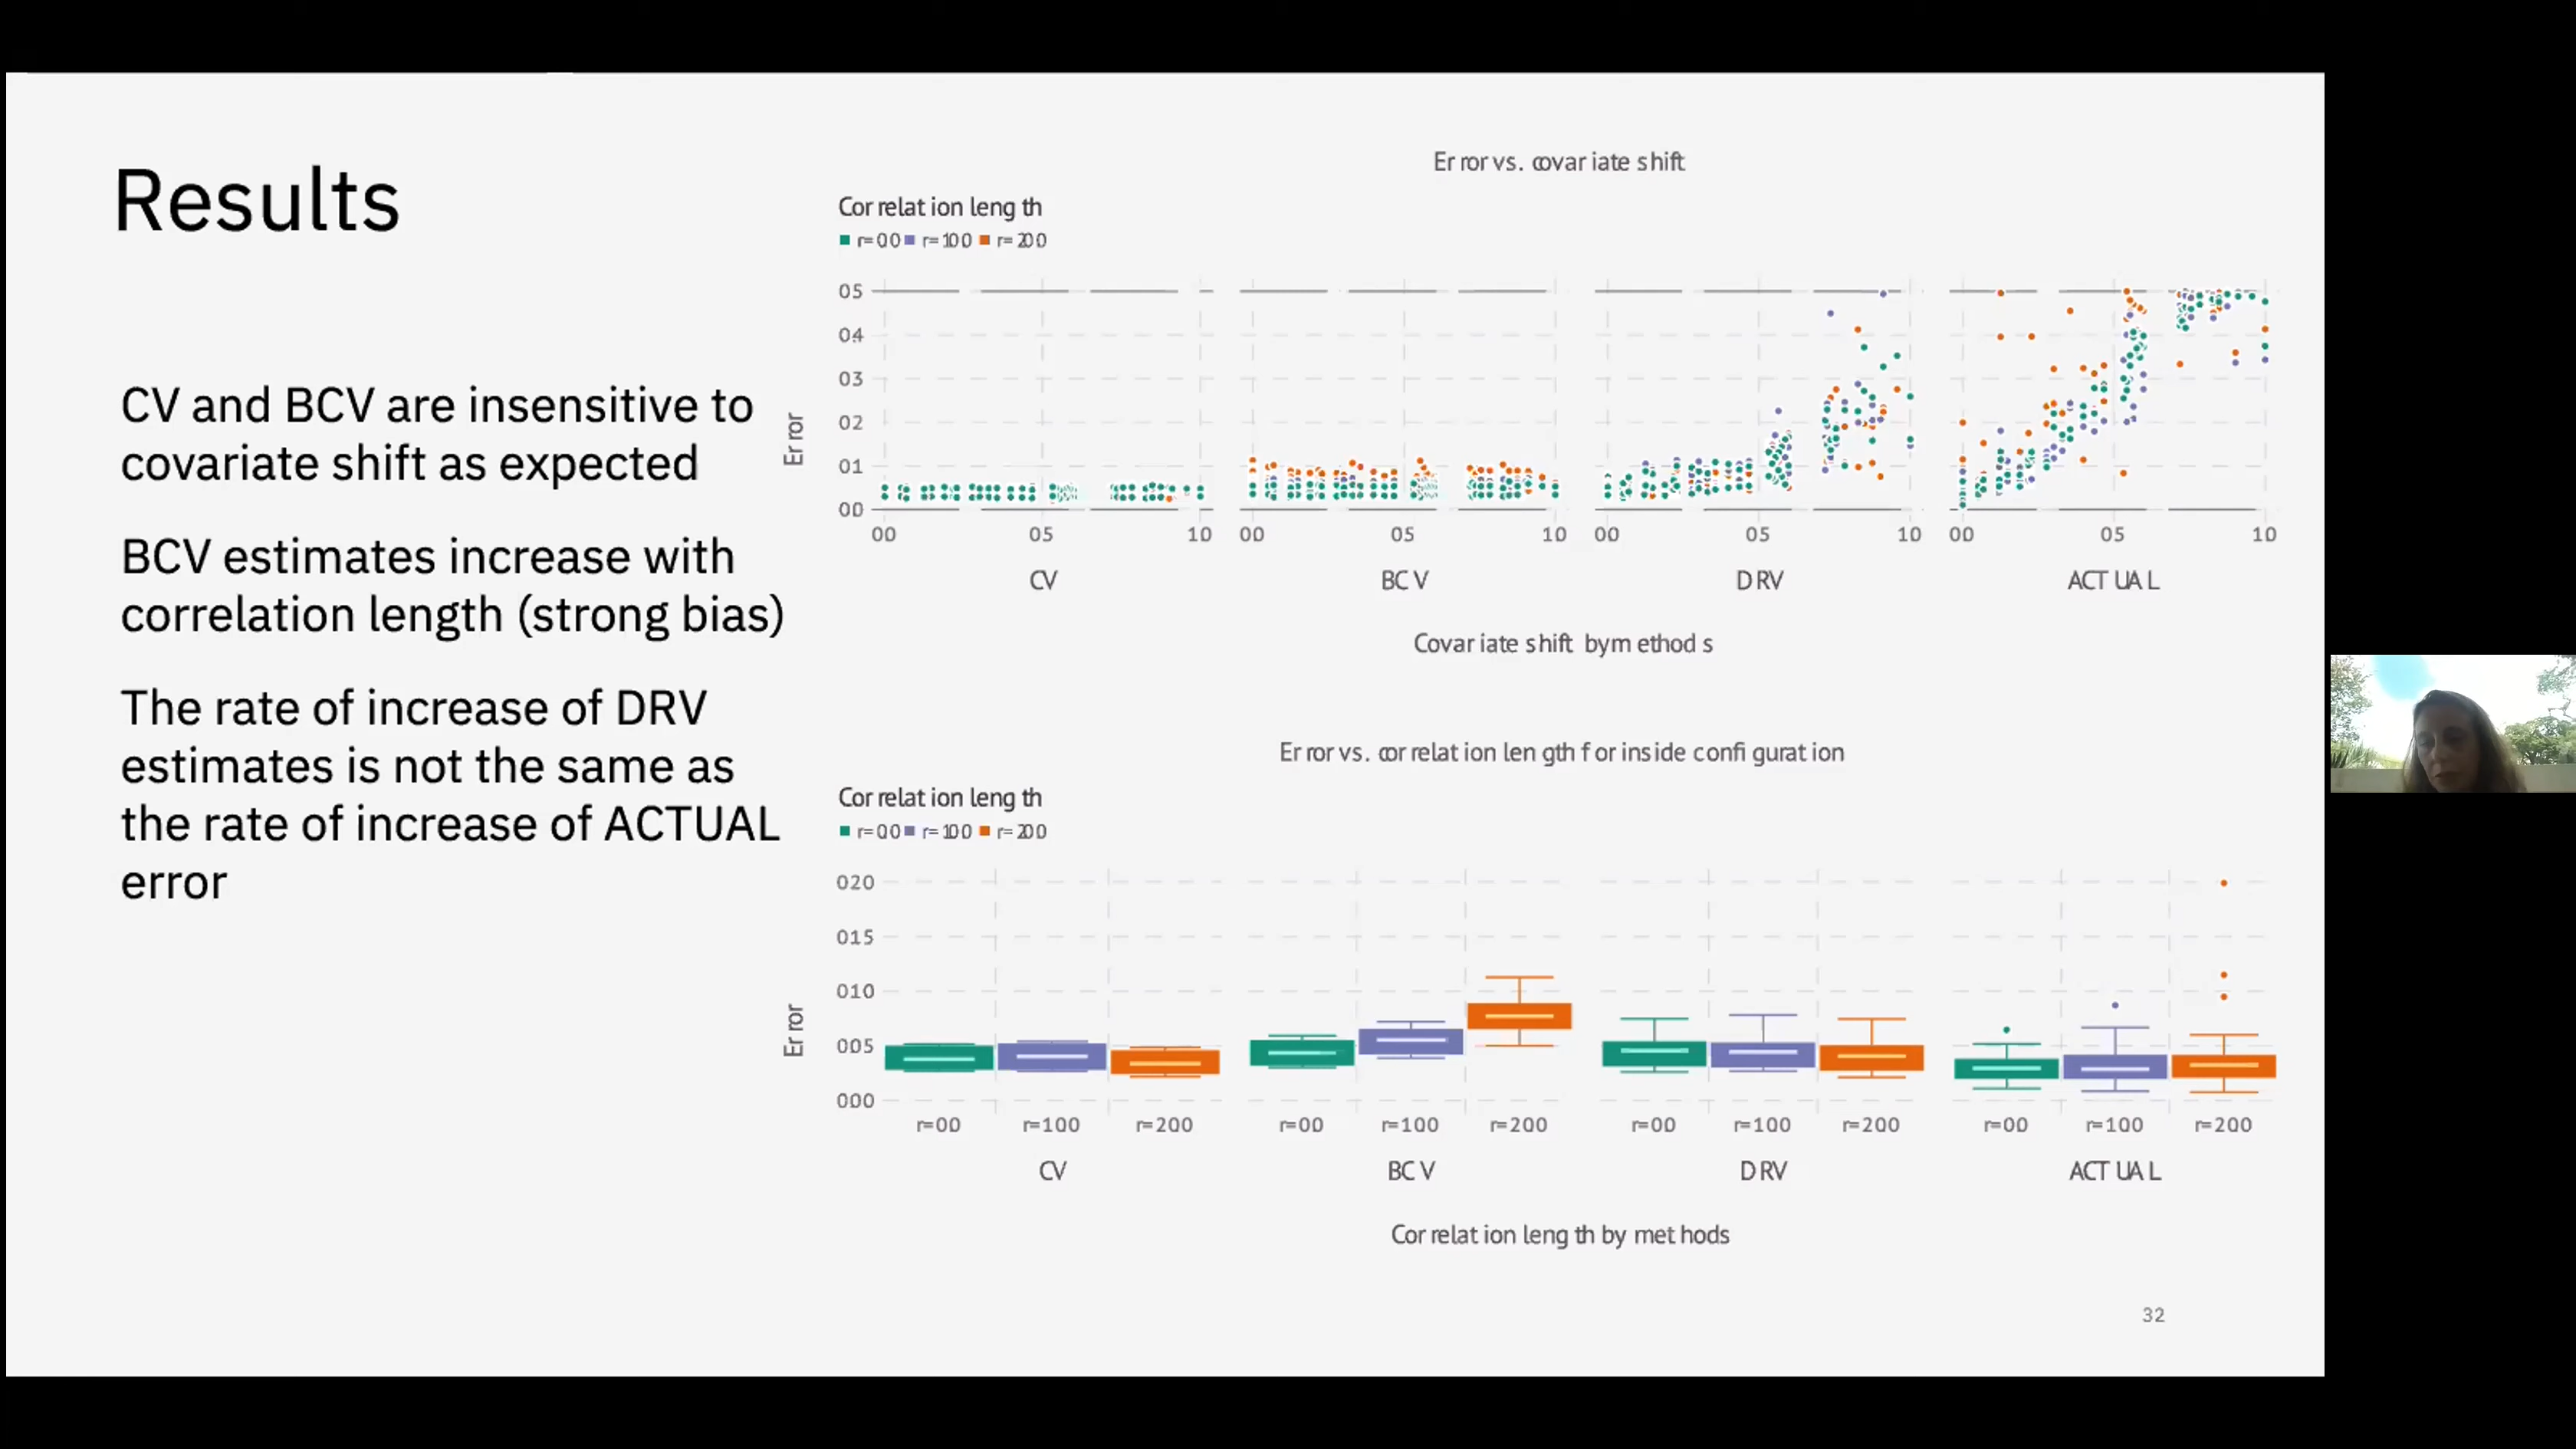 Results
CV and BCV are insensitive to
covariate shift as expected
BCV estimates increase with
correlation length (strong bias)
The rate of increase of DRV
estimates is not the same as
the rate of increase of ACTUAL
error
Error vs. covariate shift
Correlation length
r=00 r=100 r=200
05
04
03
02
01
00
Error
00 05 10 00 05 10 00 05 10 00 05 10
CV BCV DRV ACTUAL
Covariate shift by methods
Error vs. correlation length for inside configuration
Correlation length
r=00 r=100 r=200
020
015
010
005
000
Error
r=00 r=100 r=200 r=00 r=100 r=200 r=00 r=100 r=200 r=00 r=100 r=200
CV BCV DRV ACTUAL
Correlation length by methods
32